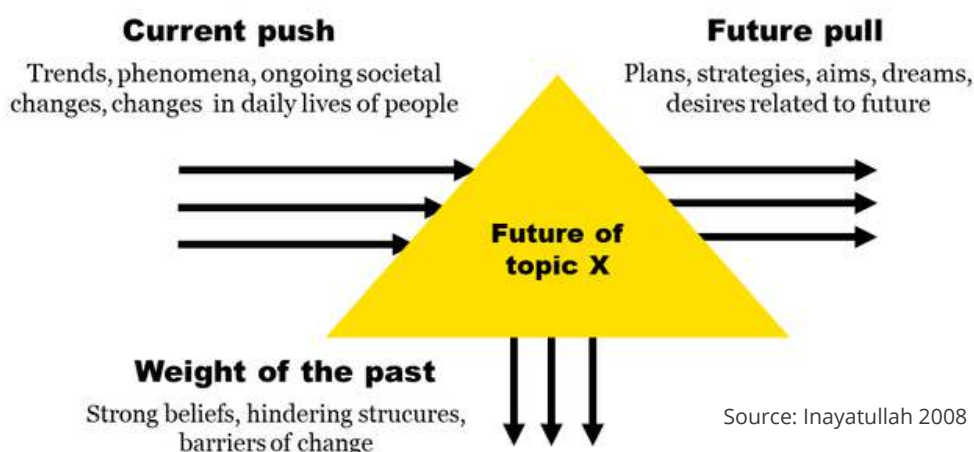 Current push
Trends, phenomena, ongoing societal
changes, changes in daily lives of people
Future pull
Plans, strategies, aims, dreams,
desires related to future
Future of
topic X
Weight of the past
Strong beliefs, hindering strucures,
barriers of change
Source: Inayatullah 2008